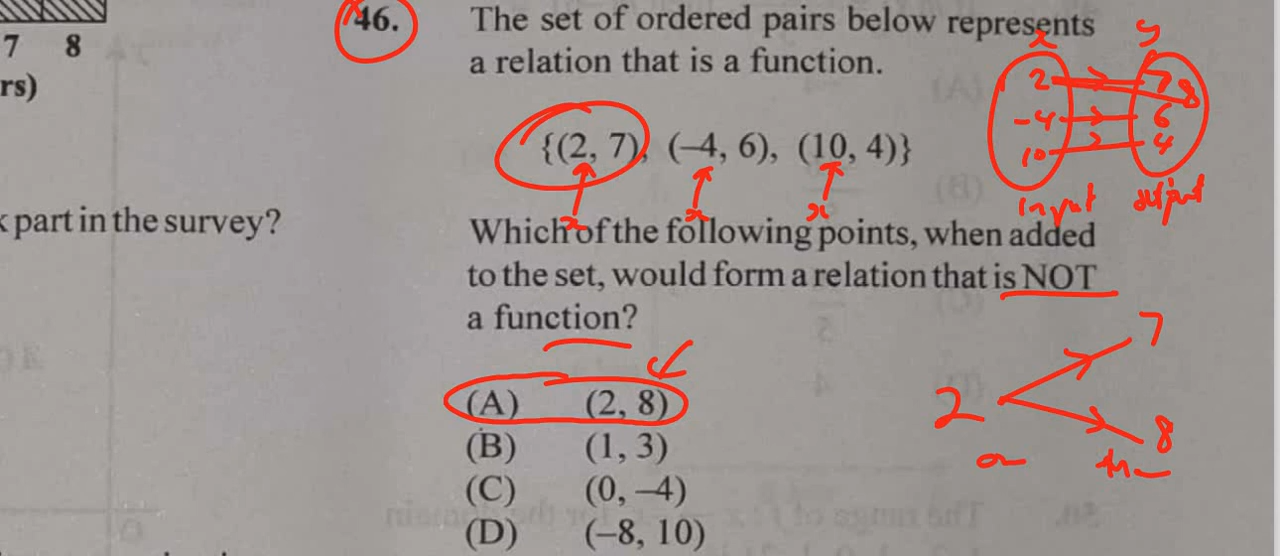 7 8
rs)
k part in the survey?
46. The set of ordered pairs below represents
a relation that is a function.
{(2, 7), (–4, 6), (10, 4)}
Which of the following points, when added
to the set, would form a relation that is NOT
a function?
(A) (2, 8)
(B) (1, 3)
(C) (0, –4)
(D) (–8, 10)
x y
2 7 8
-4 6
10 4
input output
x x x
7
2
8